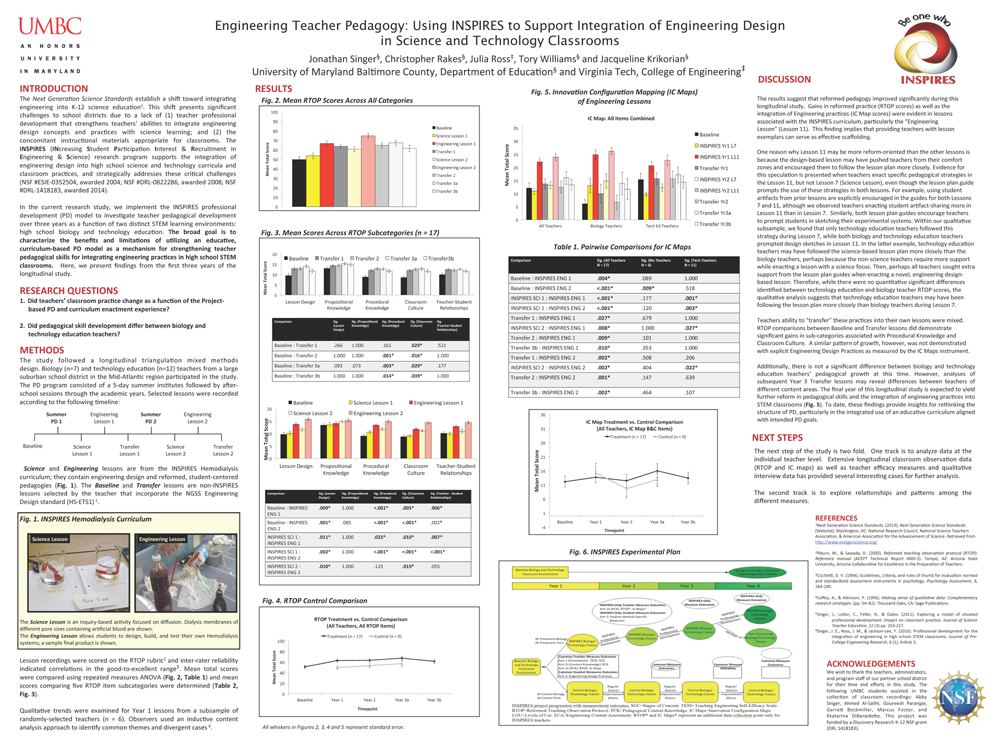 UMBC
AN HONORS
UNIVERSITY
IN MARYLAND
Engineering Teacher Pedagogy: Using INSPIRES to Support Integration of Engineering Design
in Science and Technology Classrooms
Jonathan Singer§, Christopher Rakes§, Julia Ross‡, Tory Williams§ and Jacqueline Krikorian§
University of Maryland Baltimore County, Department of Education§ and Virginia Tech, College of Engineering‡
Be one who
INSPIRES
INTRODUCTION
The Next Generation Science Standards establish a shift toward integrating
engineering into K-12 science education¹. This shift presents significant
challenges to school districts due to a lack of (1) teacher professional
development that strengthens teachers' abilities to integrate engineering
design concepts and practices with science learning; and (2) the
concomitant instructional materials appropriate for classrooms. The
INSPIRES (INcreasing Student Participation Interest & Recruitment in
Engineering & Science) research program supports the integration of
engineering design into high school science and technology curricula and
classroom practices, and strategically addresses these critical challenges
(NSF #ESIE-0352504, awarded 2004; NSF #DRL-0822286, awarded 2008; NSF
#DRL-1418183, awarded 2014).
In the current research study, we implement the INSPIRES professional
development (PD) model to investigate teacher pedagogical development
over three years as a function of two distinct STEM learning environments:
high school biology and technology education. The broad goal is to
characterize the benefits and limitations of utilizing an educative,
curriculum-based PD model as a mechanism for strengthening teacher
pedagogical skills for integrating engineering practices in high school STEM
classrooms. Here, we present findings from the first three years of the
longitudinal study.
RESEARCH QUESTIONS
1. Did teachers' classroom practice change as a function of the Project-
based PD and curriculum enactment experience?
2. Did pedagogical skill development differ between biology and
technology education teachers?
METHODS
The study followed a longitudinal triangulation mixed methods
design. Biology (n=7) and technology education (n=12) teachers from a large
suburban school district in the Mid-Atlantic region participated in the study.
The PD program consisted of a 5-day summer institutes followed by after-
school sessions through the academic years. Selected lessons were recorded
according to the following timeline:
Summer PD 1
Engineering Lesson 1
Summer PD 2
Engineering Lesson 2
Baseline
Science Lesson 1
Transfer Lesson 1
Science Lesson 2
Transfer Lesson 2
Science and Engineering lessons are from the INSPIRES Hemodialysis
curriculum; they contain engineering design and reformed, student-centered
pedagogies (Fig. 1). The Baseline and Transfer lessons are non-INSPIRES
lessons selected by the teacher that incorporate the NGSS Engineering
Design standard (HS-ETS1) ¹.
Fig. 1. INSPIRES Hemodialysis Curriculum
Science Lesson
Engineering Lesson
The Science Lesson is an inquiry-based activity focused on diffusion. Dialysis membranes of
different pore sizes containing artificial blood are shown.
The Engineering Lesson allows students to design, build, and test their own Hemodialysis
systems; a sample final product is shown.
Lesson recordings were scored on the RTOP rubric² and inter-rater reliability
indicated correlations in the good-to-excellent range³. Mean total scores
were compared using repeated measures ANOVA (Fig. 2, Table 1) and mean
scores comparing five RTOP item subcategories were determined (Table 2,
Fig. 3).
Qualitative trends were examined for Year 1 lessons from a subsample of
randomly-selected teachers (n = 6). Observers used an inductive content
analysis approach to identify common themes and divergent cases⁴.
RESULTS
Fig. 2. Mean RTOP Scores Across All Categories
Mean Total Score
100
90
80
70
60
50
40
30
20
10
0
Baseline
Science Lesson 1
Engineering Lesson 1
Transfer 1
Science Lesson 2
Engineering Lesson 2
Transfer 2
Transfer 3a
Transfer 3b
Fig. 3. Mean Scores Across RTOP Subcategories (n = 17)
Baseline Transfer 1 Transfer 2 Transfer 3a Transfer3b
Mean Total Score
20
15
10
5
0
Lesson Design
Propositional Knowledge
Procedural Knowledge
Classroom Culture
Teacher-Student Relationships
Comparison Sig. (Lesson Design) Sig. (Propositional Knowledge) Sig. (Procedural Knowledge) Sig. (Classroom Culture) Sig. (Teacher-Student Relationships)
Baseline : Transfer 1 .266 1.000 .161 .029* .521
Baseline : Transfer 2 1.000 1.000 .001* .016* 1.000
Baseline : Transfer 3a .093 .073 .003* .029* .177
Baseline : Transfer 3b 1.000 1.000 .014* .039* 1.000
Baseline Science Lesson 1 Engineering Lesson 1
Science Lesson 2 Engineering Lesson 2
Mean Total Score
20
10
0
Lesson Design
Propositional Knowledge
Procedural Knowledge
Classroom Culture
Teacher-Student Relationships
Comparison Sig. (Lesson Design) Sig. (Propositional Knowledge) Sig. (Procedural Knowledge) Sig. (Classroom Culture) Sig. (Teacher - Student Relationships)
Baseline : INSPIRES ENG 1 .009* 1.000 <.001* .005* .006*
Baseline : INSPIRES ENG 2 .001* .085 <.001* <.001* .002*
INSPIRES SCI 1 : INSPIRES ENG 1 .011* 1.000 .023* .010* .007*
INSPIRES SCI 1 : INSPIRES ENG 2 .002* 1.000 <.001* <.001* <.001*
INSPIRES SCI 2 : INSPIRES ENG 2 .010* 1.000 .123 .019* .055
Fig. 4. RTOP Control Comparison
RTOP Treatment vs. Control Comparison
(All Teachers, All RTOP Items)
Treatment (n = 17) Control (n = 9)
Mean Total Score
100
80
60
40
20
0
Baseline Year 1 Year 2 Year 3a Year 3b
Timepoint
All whiskers in Figures 2, 3, 4 and 5 represent standard error.
Fig. 5. Innovation Configuration Mapping (IC Maps)
of Engineering Lessons
IC Map: All Items Combined
Mean Total Score
35
30
25
20
15
10
5
0
All Teachers
Biology Teachers
Tech Ed Teachers
Baseline
INSPIRES Yr1 L7
INSPIRES Yr1 L11
Transfer Yr1
INSPIRES Yr2 L7
INSPIRES Yr2 L11
Transfer Yr2
Transfer Yr3a
Transfer Yr3b
Table 1. Pairwise Comparisons for IC Maps
Comparison Sig. (All Teachers N = 17) Sig. (Bio Teachers N = 6) Sig. (Tech Teachers N = 11)
Baseline : INSPIRES ENG 1 .004* .089 1.000
Baseline : INSPIRES ENG 2 <.001* .009* .518
INSPIRES SCI 1 : INSPIRES ENG 1 <.001* .177 .001*
INSPIRES SCI 1 : INSPIRES ENG 2 <.001* .120 .003*
Transfer 1 : INSPIRES ENG 2 .027* .679 1.000
INSPIRES SCI 2 : INSPIRES ENG 1 .008* 1.000 .027*
Transfer 2 : INSPIRES ENG 1 .009* .101 1.000
Transfer 3b : INSPIRES ENG 1 .010* .353 1.000
Transfer 1 : INSPIRES ENG 2 .002* .508 .206
INSPIRES SCI 2 : INSPIRES ENG 2 .002* .404 .022*
Transfer 2 : INSPIRES ENG 2 .001* .147 .639
Transfer 3b : INSPIRES ENG 2 .002* .464 .107
IC Map Treatment vs. Control Comparison
(All Teachers, IC Map B&C Items)
Treatment (n = 17) Control (n = 9)
Mean Total Score
Baseline Year 1 Year 2 Year 3a Year 3b
Timepoint
Fig. 6. INSPIRES Experimental Plan
Year 1 Year 2 Year 3 Year 4
INSPIRES project progression with measurement of outcomes. SOC=Stages of Concern. TESS=Teaching Engineering Self-Efficacy Scale.
RTOP=Reformed Teaching Observation Protocol. PCK=Pedagogical Content Knowledge. IC Maps=Innovation Configuration Maps.
LOU=Levels of Use. ECA=Engineering Content Assessment. RTOP* and IC Maps* represent an additional data collection point only for
INSPIRES teachers.
DISCUSSION
The results suggest that reformed pedagogy improved significantly during this
longitudinal study. Gains in reformed practice (RTOP scores) as well as the
integration of Engineering practices (IC Map scores) were evident in lessons
associated with the INSPIRES curriculum, particularly the "Engineering
Lesson" (Lesson 11). This finding implies that providing teachers with lesson
exemplars can serve as effective scaffolding.
One reason why Lesson 11 may be more reform-oriented than the other lessons is
because the design-based lesson may have pushed teachers from their comfort
zones and encouraged them to follow the lesson plan more closely. Evidence for
this speculation is presented when teachers enact specific pedagogical strategies in
the Lesson 11, but not Lesson 7 (Science Lesson), even though the lesson plan guide
prompts the use of these strategies in both lessons. For example, using student
artifacts from prior lessons are explicitly encouraged in the guides for both Lessons
7 and 11, although we observed teachers enacting student artifact-sharing more in
Lesson 11 than in Lesson 7. Similarly, both lesson plan guides encourage teachers
to prompt students in sketching their experimental systems. Within our qualitative
subsample, we found that only technology education teachers followed this
strategy during Lesson 7, while both biology and technology education teachers
prompted design sketches in Lesson 11. In the latter example, technology education
teachers may have followed the science-based lesson plan more closely than the
biology teachers, perhaps because the non-science teachers require more support
while enacting a lesson with a science focus. Then, perhaps all teachers sought extra
support from the lesson plan guides when enacting a novel, engineering design-
based lesson. Therefore, while there were no quantitative significant differences
identified between technology education and biology teacher RTOP scores, the
qualitative analysis suggests that technology education teachers may have been
following the lesson plan more closely than biology teachers during Lesson 7.
Teachers ability to "transfer" these practices into their own lessons were mixed.
RTOP comparisons between Baseline and Transfer lessons did demonstrate
significant gains in sub-categories associated with Procedural Knowledge and
Classroom Culture. A similar pattern of growth, however, was not demonstrated
with explicit Engineering Design Practices as measured by the IC Maps instrument.
Additionally, there is not a significant difference between biology and technology
education teachers' pedagogical growth at this time. However, analyses of
subsequent Year 3 Transfer lessons may reveal differences between teachers of
different content areas. The final year of this longitudinal study is expected to yield
further reform in pedagogical skills and the integration of engineering practices into
STEM classrooms (Fig. 5). To date, these findings provide insights for rethinking the
structure of PD, particularly in the integrated use of an educative curriculum aligned
with intended PD goals.
NEXT STEPS
The next step of the study is two fold. One track is to analyze data at the
individual teacher level. Extensive longitudinal classroom observation data
(RTOP and IC maps) as well as teacher efficacy measures and qualitative
interview data has provided several interesting cases for further analysis.
The second track is to explore relationships and patterns among the
different measures.
REFERENCES
¹Next Generation Science Standards. (2013). Next Generation Science Standards.
[Website]. Washington, DC: National Research Council, National Science Teachers
Association, & American Association for the Advancement of Science. Retrieved from
http://www.nextgenscience.org/
²Piburn, M., & Sawada, D. (2000). Reformed teaching observation protocol (RTOP):
Reference manual (ACEPT Technical Report IN00-3). Tempe, AZ: Arizona State
University, Arizona Collaborative for Excellence in the Preparation of Teachers.
³Cicchetti, D. V. (1994). Guidelines, criteria, and rules of thumb for evaluation normed
and standardized assessment instruments in psychology. Psychological Assessment, 6,
284-290.
⁴Coffey, A., & Atkinson, P. (1996). Making sense of qualitative data: Complementary
research strategies. (pp. 54–82). Thousand Oaks, CA: Sage Publications.
ACKNOWLEDGEMENTS
We wish to thank the teachers, administrators,
and program staff of our partner school district
for their time and efforts in this study. The
following UMBC students assisted in the
collection of classroom recordings: Abby
Singer, Ahmed Al-Salihi, Goureesh Paranjpe,
Garrett Bockmiller, Marcus Foster, and
Ekaterina DiBenedetto. This project was
funded by a Discovery Research K-12 NSF grant
(DRL 1418183).
NSF